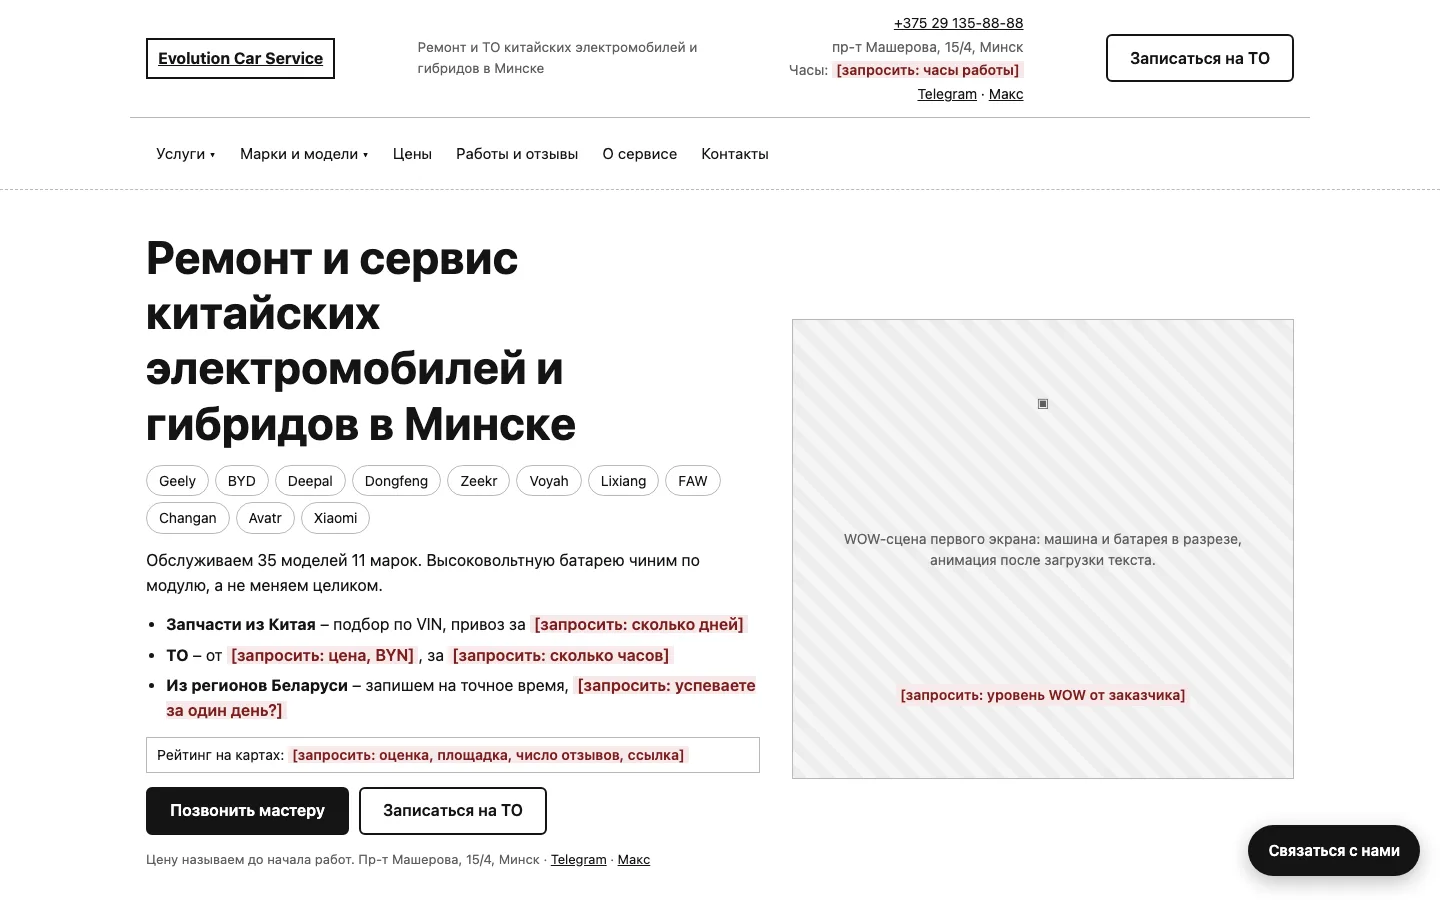 Evolution Car Service
Ремонт и ТО китайских электромобилей и
гибридов в Минске
+375 29 135-88-88
пр-т Машерова, 15/4, Минск
Часы: [запросить: часы работы]
Telegram · Макс
Записаться на ТО
Услуги ▾
Марки и модели ▾
Цены
Работы и отзывы
О сервисе
Контакты
Ремонт и сервис
китайских
электромобилей и
гибридов в Минске
Geely
BYD
Deepal
Dongfeng
Zeekr
Voyah
Lixiang
FAW
Changan
Avatr
Xiaomi
Обслуживаем 35 моделей 11 марок. Высоковольтную батарею чиним по
модулю, а не меняем целиком.
• Запчасти из Китая – подбор по VIN, привоз за [запросить: сколько дней]
• ТО – от [запросить: цена, BYN] , за [запросить: сколько часов]
• Из регионов Беларуси – запишем на точное время, [запросить: успеваете
за один день?]
Рейтинг на картах: [запросить: оценка, площадка, число отзывов, ссылка]
Позвонить мастеру
Записаться на ТО
Цену называем до начала работ. Пр-т Машерова, 15/4, Минск · Telegram · Макс
WOW-сцена первого экрана: машина и батарея в разрезе,
анимация после загрузки текста.
[запросить: уровень WOW от заказчика]
Связаться с нами